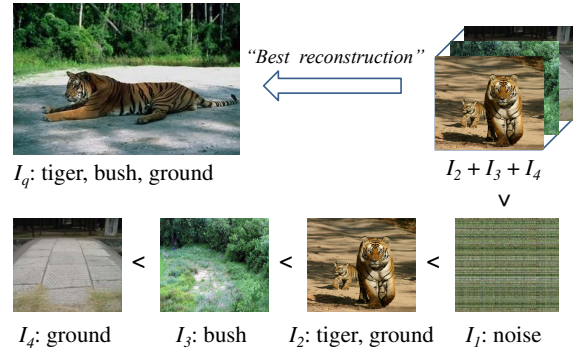 “Best reconstruction”
I_q: tiger, bush, ground
I_2 + I_3 + I_4
<
<
<
<
I_4: ground
I_3: bush
I_2: tiger, ground
I_1: noise